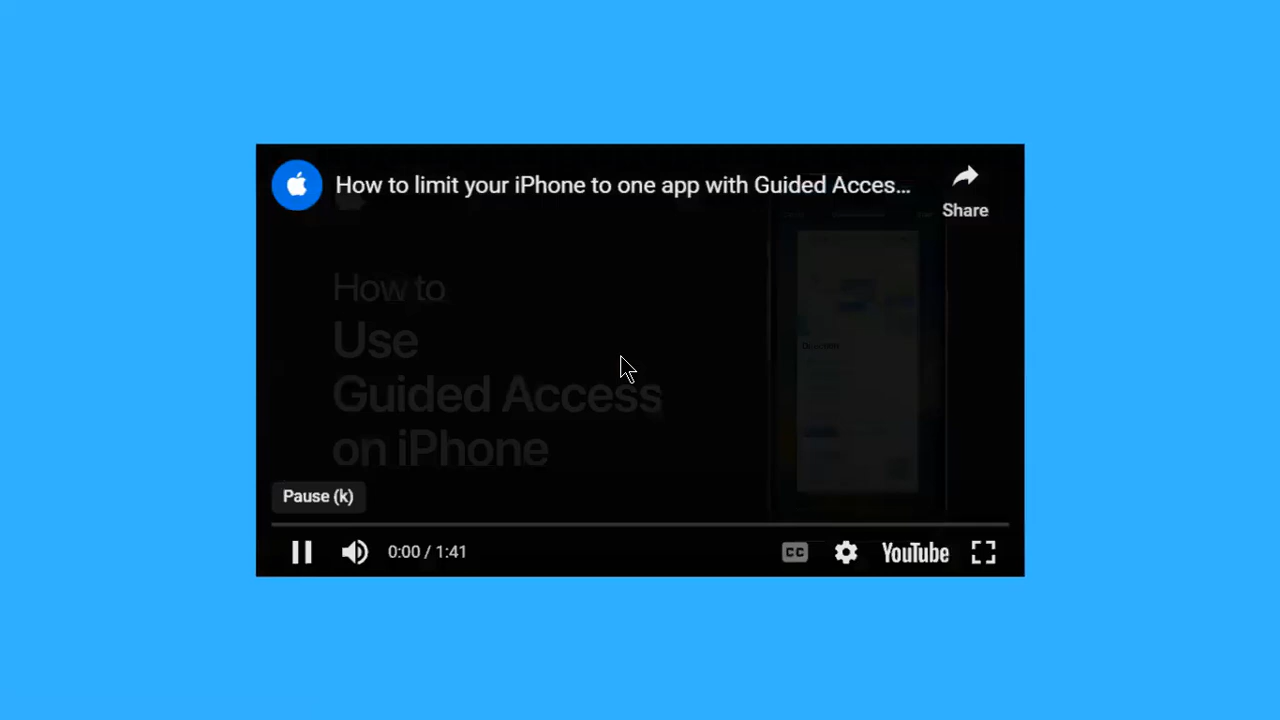 How to limit your iPhone to one app with Guided Acces...
Share
How to
Use
Guided Access
on iPhone
Directory
Pause (k)
0:00 / 1:41
CC
YouTube